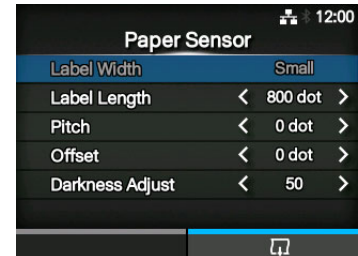 12:00
Paper Sensor
Label Width Small
Label Length 800 dot
Pitch 0 dot
Offset 0 dot
Darkness Adjust 50